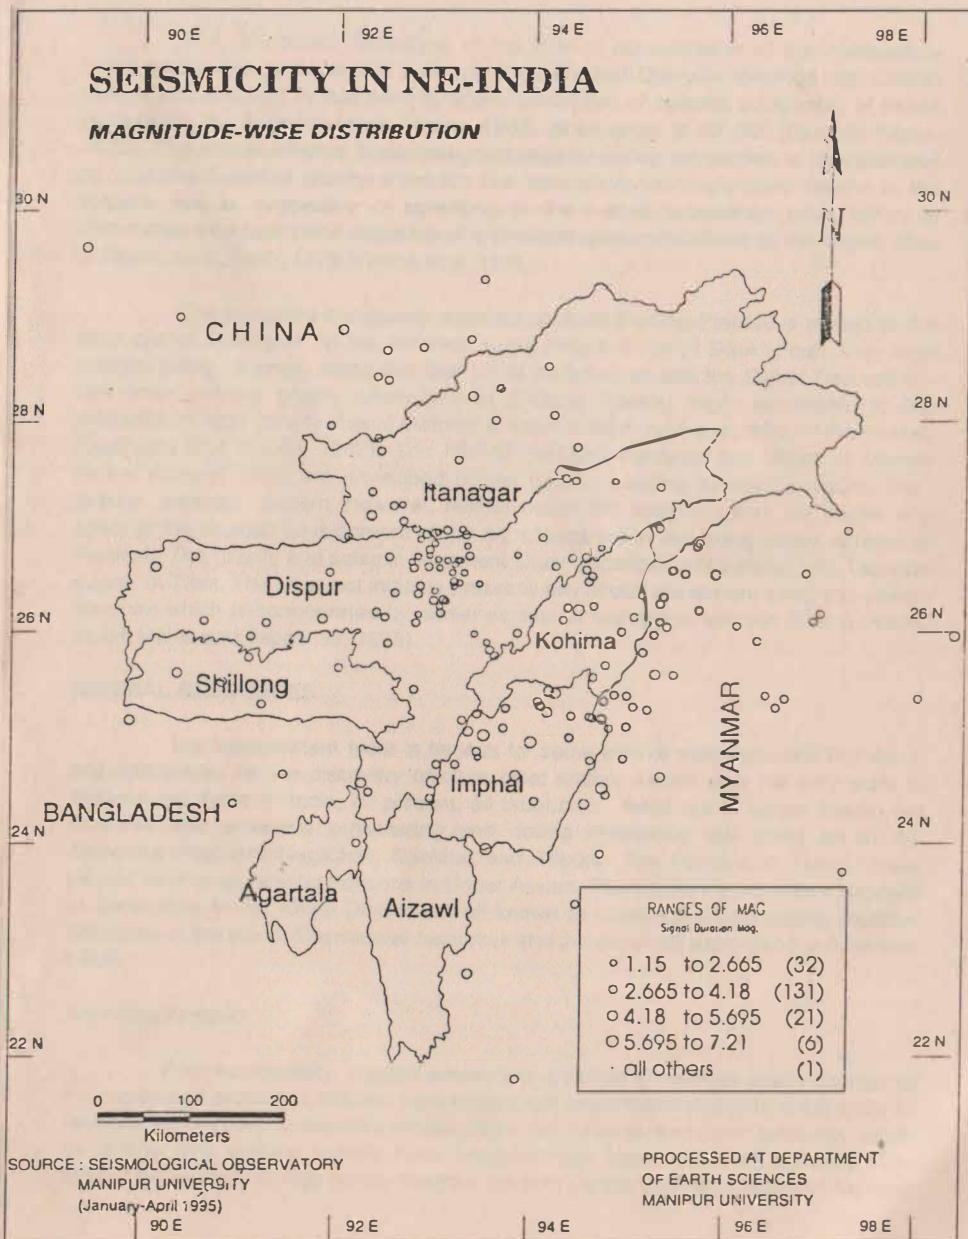 90 E 92 E 94 E 96 E 98 E
SEISMICITY IN NE-INDIA
MAGNITUDE-WISE DISTRIBUTION
30 N 30 N
N
CHINA
28 N 28 N
Itanagar
Dispur
26 N 26 N
Kohima
Shillong
MYANMAR
Imphal
BANGLADESH
24 N 24 N
Agartala
Aizawl
RANGES OF MAG
Signal Duration Mag.
1.15 to 2.665 (32)
2.665 to 4.18 (131)
4.18 to 5.695 (21)
5.695 to 7.21 (6)
all others (1)
22 N 22 N
0 100 200
Kilometers
SOURCE : SEISMOLOGICAL OBSERVATORY
MANIPUR UNIVERSITY
(January-April 1995)
PROCESSED AT DEPARTMENT
OF EARTH SCIENCES
MANIPUR UNIVERSITY
90 E 92 E 94 E 96 E 98 E